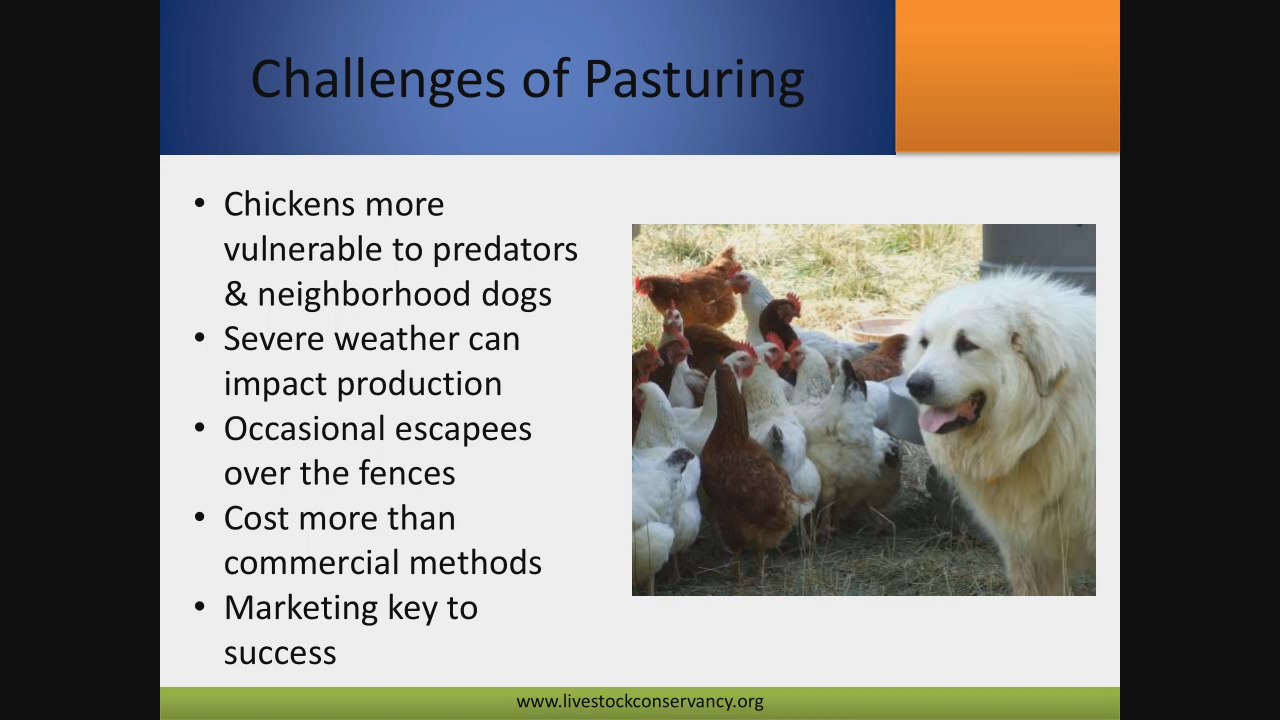 Challenges of Pasturing
• Chickens more
vulnerable to predators
& neighborhood dogs
• Severe weather can
impact production
• Occasional escapees
over the fences
• Cost more than
commercial methods
• Marketing key to
success
www.livestockconservancy.org